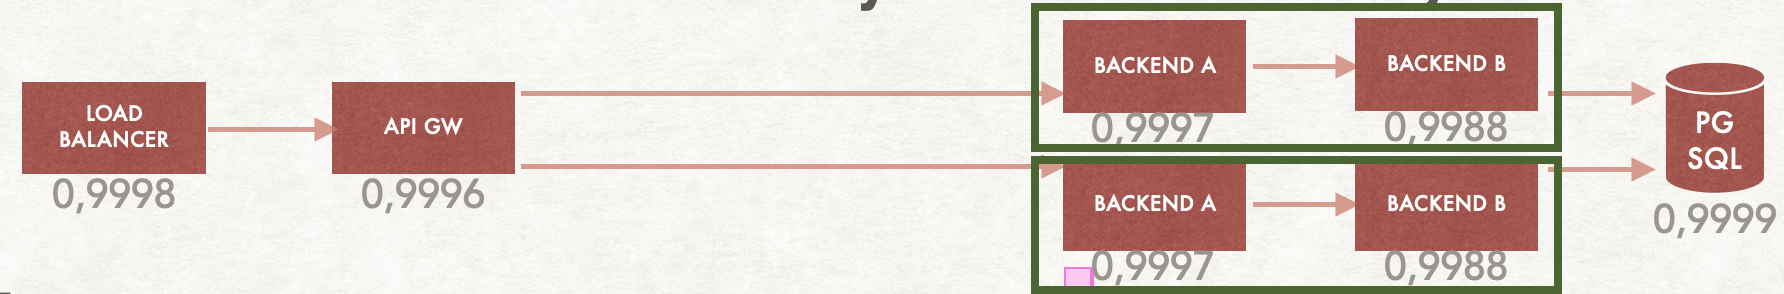 LOAD
BALANCER
0,9998
API GW
0,9996
BACKEND A
0,9997
BACKEND B
0,9988
BACKEND A
0,9997
BACKEND B
0,9988
PG
SQL
0,9999